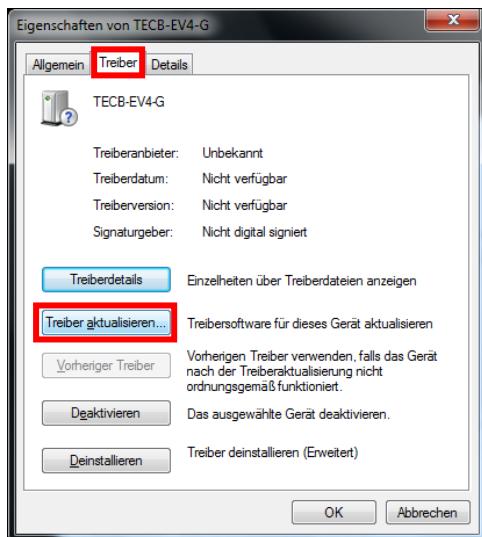 Eigenschaften von TECB-EV4-G
Allgemein Treiber Details
TECB-EV4-G
Treiberanbieter: Unbekannt
Treiberdatum: Nicht verfügbar
Treiberversion: Nicht verfügbar
Signaturgeber: Nicht digital signiert
Treiberdetails Einzelheiten über Treiberdateien anzeigen
Treiber aktualisieren... Treibersoftware für dieses Gerät aktualisieren
Vorheriger Treiber Vorherigen Treiber verwenden, falls das Gerät
nach der Treiberaktualisierung nicht
ordnungsgemäß funktioniert.
Deaktivieren Das ausgewählte Gerät deaktivieren.
Deinstallieren Treiber deinstallieren (Erweitert)
OK Abbrechen